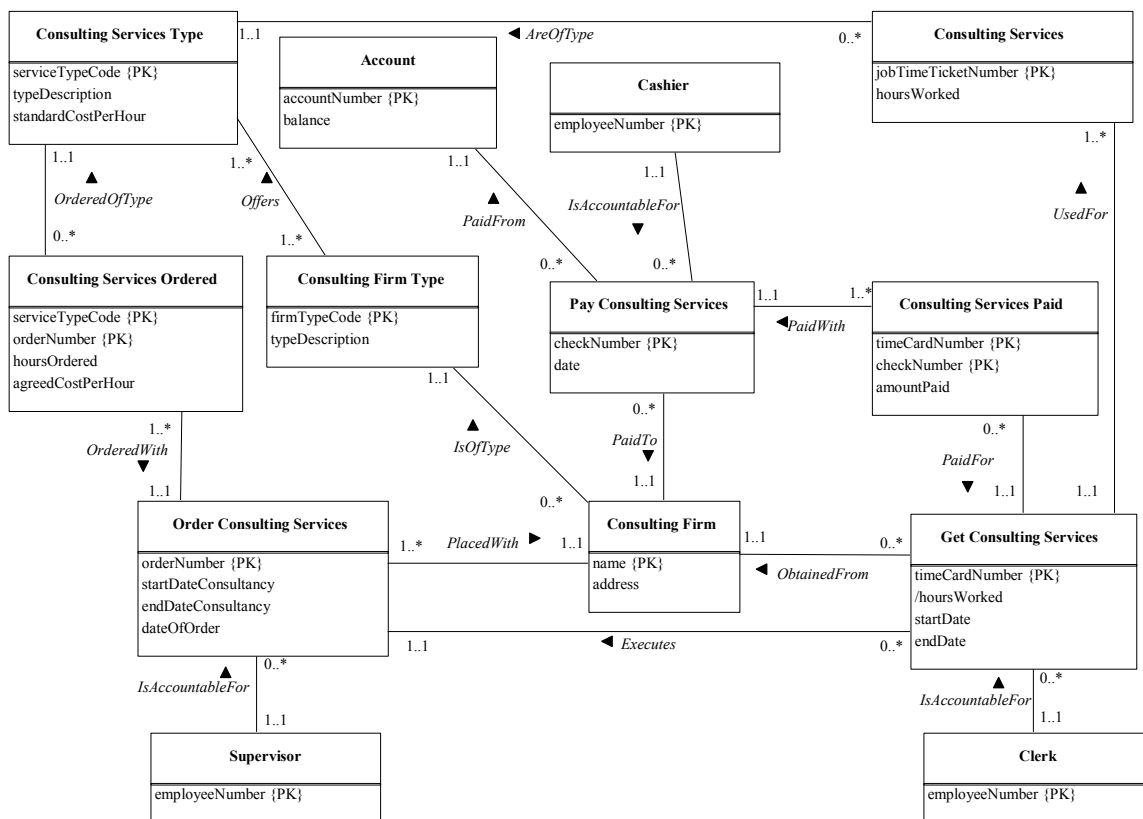 Consulting Services Type
serviceTypeCode {PK}
typeDescription
standardCostPerHour
1..1
AreOfType
0..*
Consulting Services
jobTimeTicketNumber {PK}
hoursWorked
Account
accountNumber {PK}
balance
Cashier
employeeNumber {PK}
1..1
OrderedOfType
0..*
1..*
Offers
1..*
1..1
PaidFrom
0..*
1..1
IsAccountableFor
0..*
1..*
UsedFor
1..1
Consulting Services Ordered
serviceTypeCode {PK}
orderNumber {PK}
hoursOrdered
agreedCostPerHour
Consulting Firm Type
firmTypeCode {PK}
typeDescription
Pay Consulting Services
checkNumber {PK}
date
1..1
PaidWith
1..*
Consulting Services Paid
timeCardNumber {PK}
checkNumber {PK}
amountPaid
1..*
OrderedWith
1..1
1..1
IsOfType
0..*
0..*
PaidTo
1..1
0..*
PaidFor
1..1
Order Consulting Services
orderNumber {PK}
startDateConsultancy
endDateConsultancy
dateOfOrder
1..*
PlacedWith
1..1
Consulting Firm
name {PK}
address
1..1
ObtainedFrom
0..*
Get Consulting Services
timeCardNumber {PK}
/hoursWorked
startDate
endDate
1..1
Executes
0..*
IsAccountableFor
0..*
1..1
IsAccountableFor
0..*
1..1
Supervisor
employeeNumber {PK}
Clerk
employeeNumber {PK}